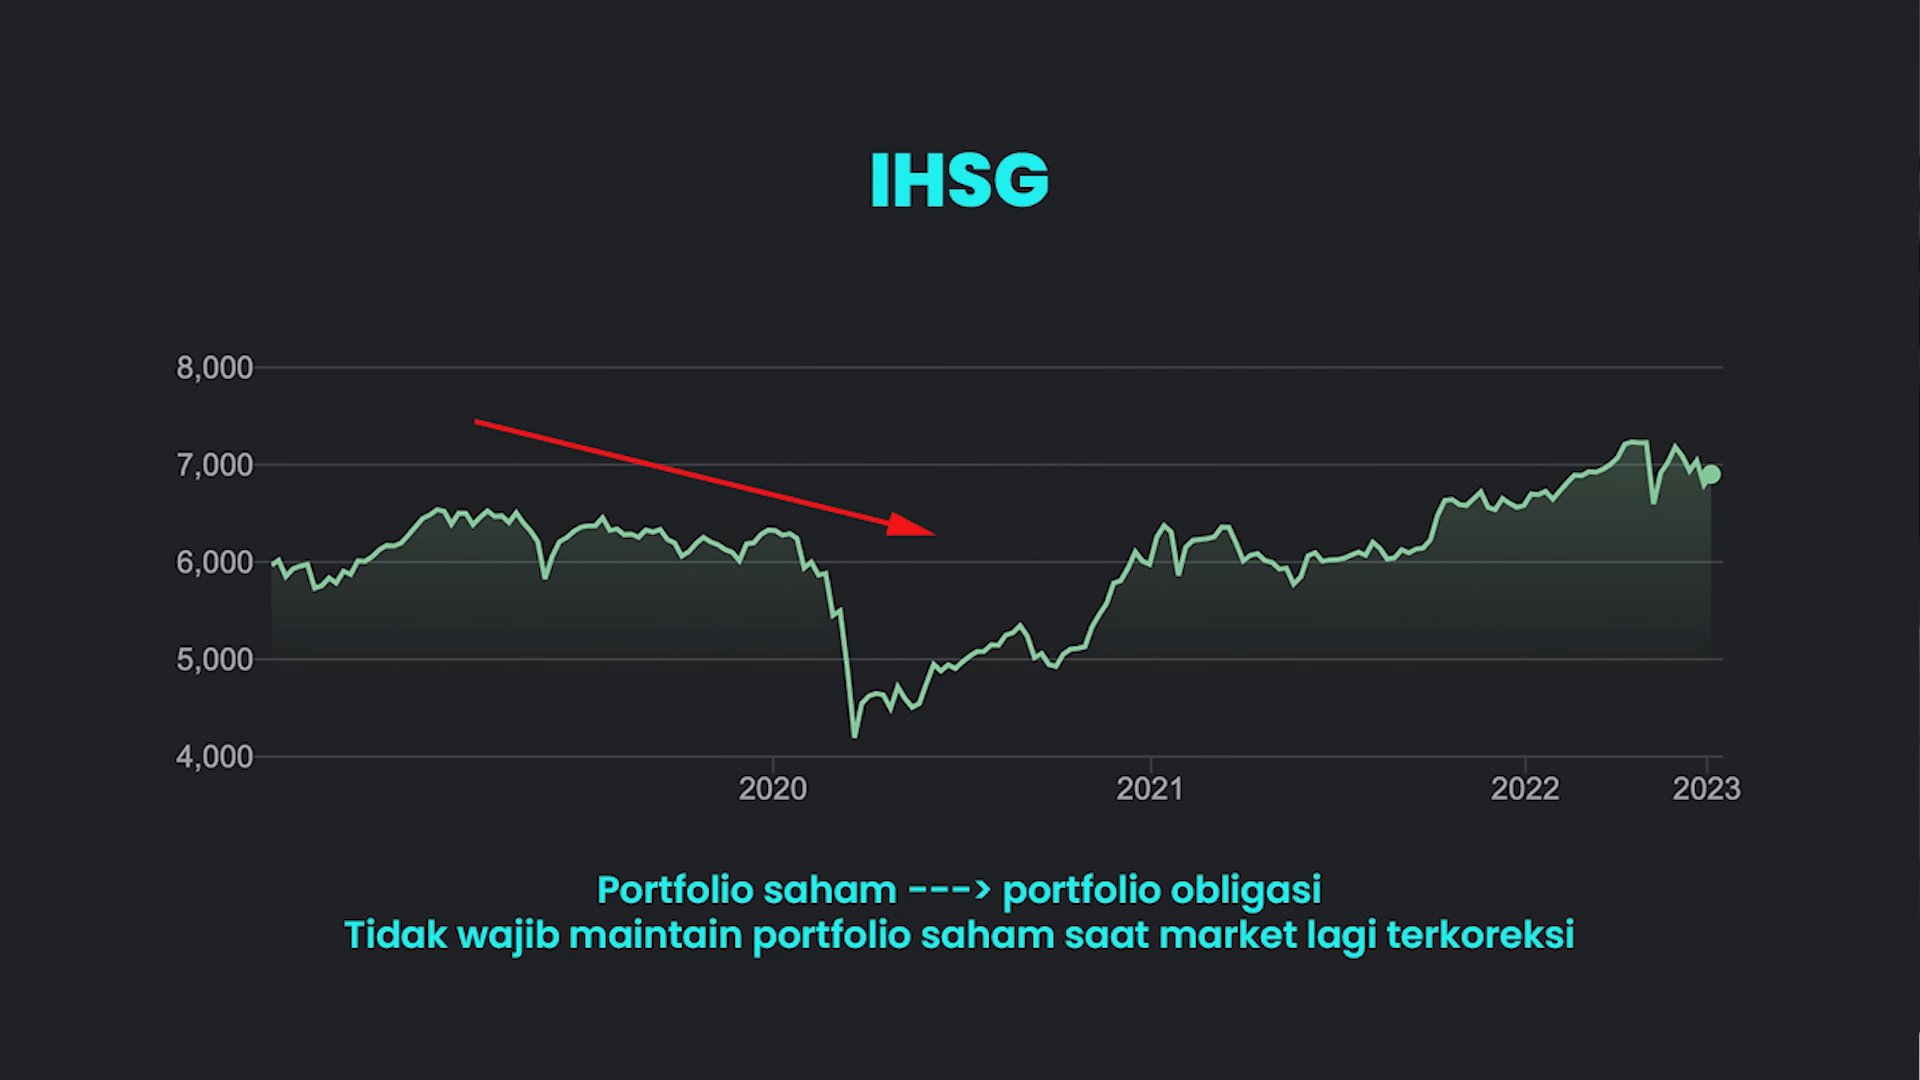 IHSG
8,000
7,000
6,000
5,000
4,000
2020 2021 2022 2023
Portfolio saham ---> portfolio obligasi
Tidak wajib maintain portfolio saham saat market lagi terkoreksi